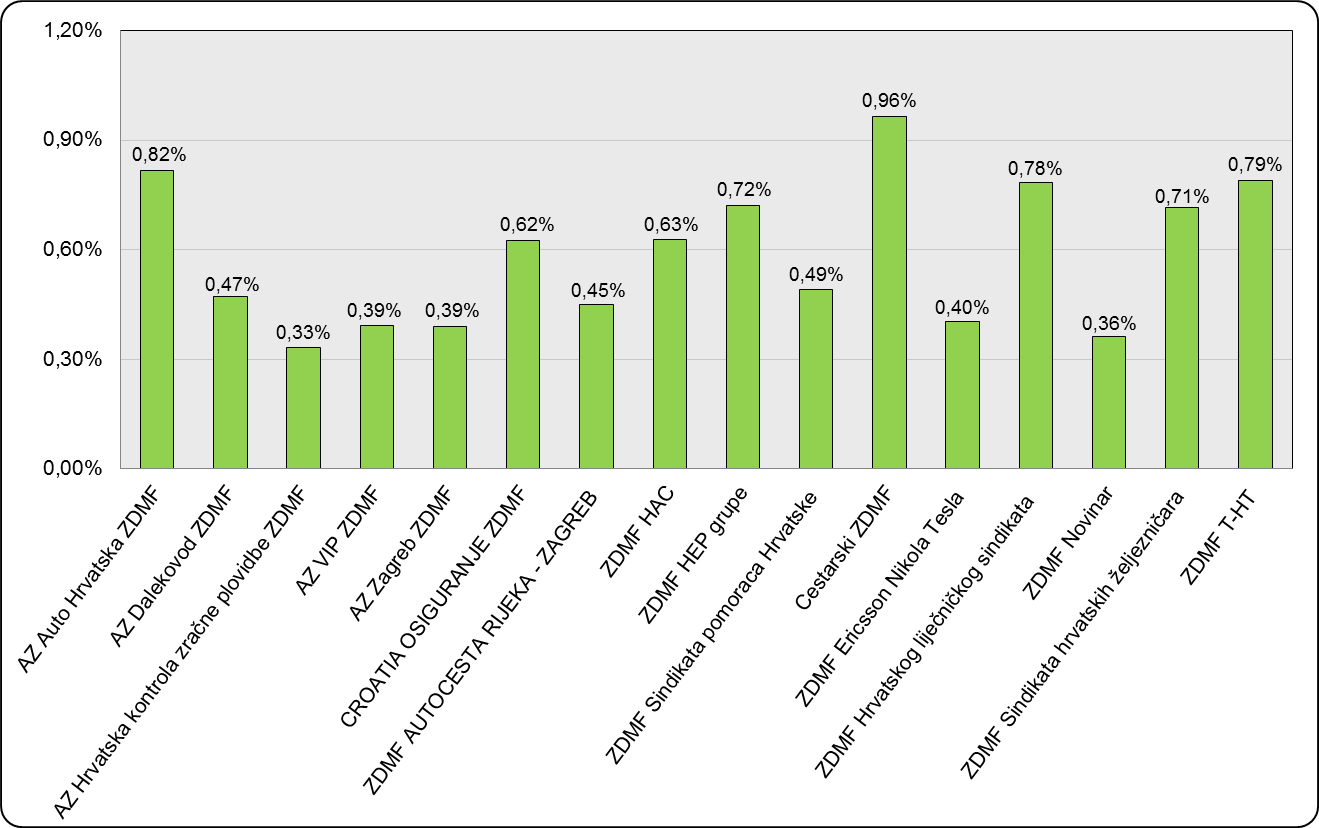 1,20%
0,90%
0,60%
0,30%
0,00%
0,82%
0,47%
0,33%
0,39%
0,39%
0,62%
0,45%
0,63%
0,72%
0,49%
0,96%
0,40%
0,78%
0,36%
0,71%
0,79%
AZ Auto Hrvatska ZDMF
AZ Dalekovod ZDMF
AZ Hrvatska kontrola zračne plovidbe ZDMF
AZ VIP ZDMF
AZ Zagreb ZDMF
CROATIA OSIGURANJE ZDMF
ZDMF AUTOCESTA RIJEKA - ZAGREB
ZDMF HAC
ZDMF HEP grupe
ZDMF Sindikata pomoraca Hrvatske
Cestarski ZDMF
ZDMF Ericsson Nikola Tesla
ZDMF Hrvatskog liječničkog sindikata
ZDMF Novinar
ZDMF Sindikata hrvatskih željezničara
ZDMF T-HT